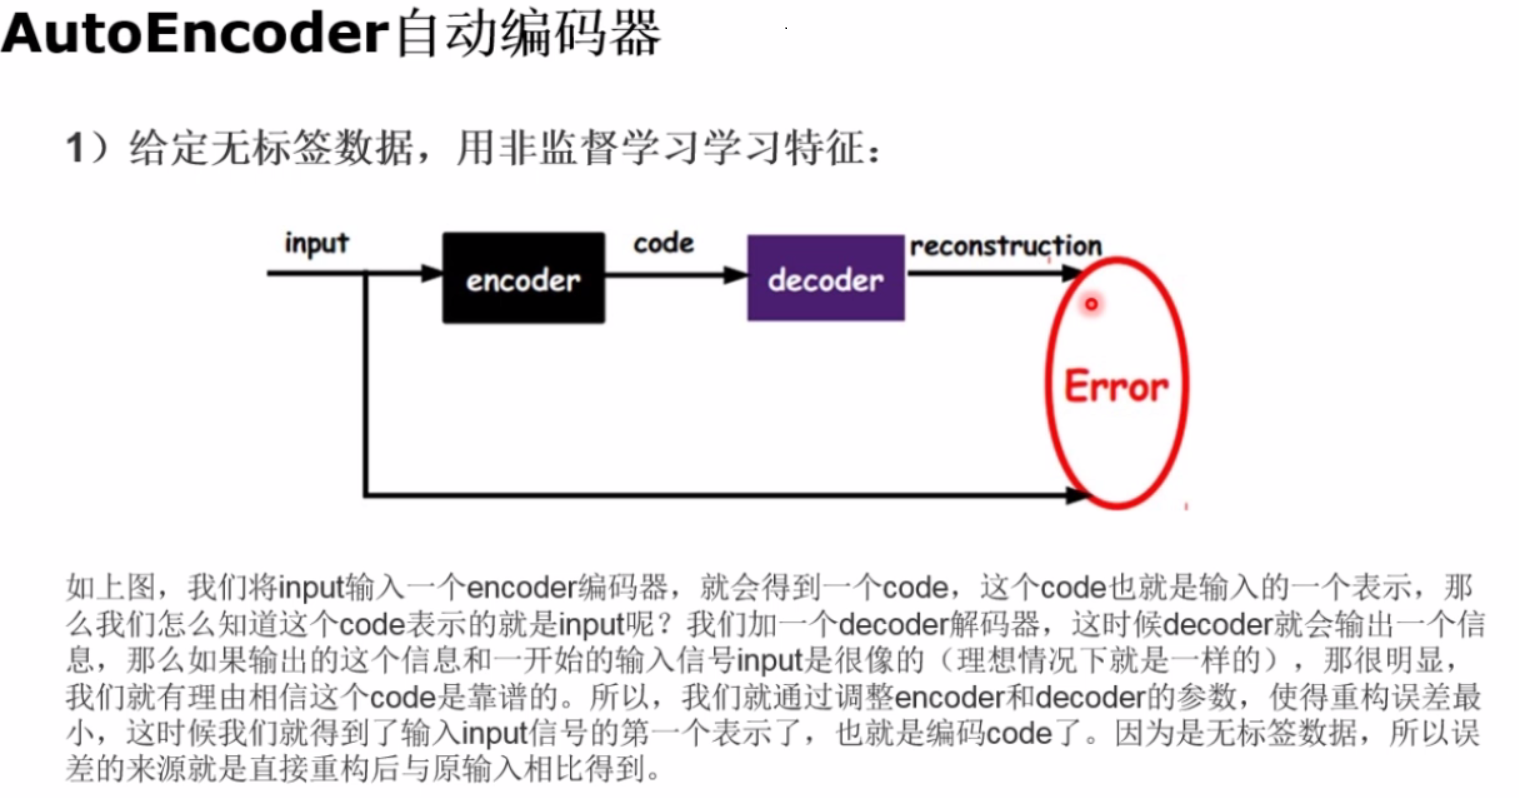 AutoEncoder自动编码器
1）给定无标签数据，用非监督学习学习特征：
input
encoder
code
decoder
reconstruction
Error
如上图，我们将input输入一个encoder编码器，就会得到一个code，这个code也就是输入的一个表示，那
么我们怎么知道这个code表示的就是input呢？我们加一个decoder解码器，这时候decoder就会输出一个信
息，那么如果输出的这个信息和一开始的输入信号input是很像的（理想情况下就是一样的），那很明显，
我们就有理由相信这个code是靠谱的。所以，我们就通过调整encoder和decoder的参数，使得重构误差最
小，这时候我们就得到了输入input信号的第一个表示了，也就是编码code了。因为是无标签数据，所以误
差的来源就是直接重构后与原输入相比得到。